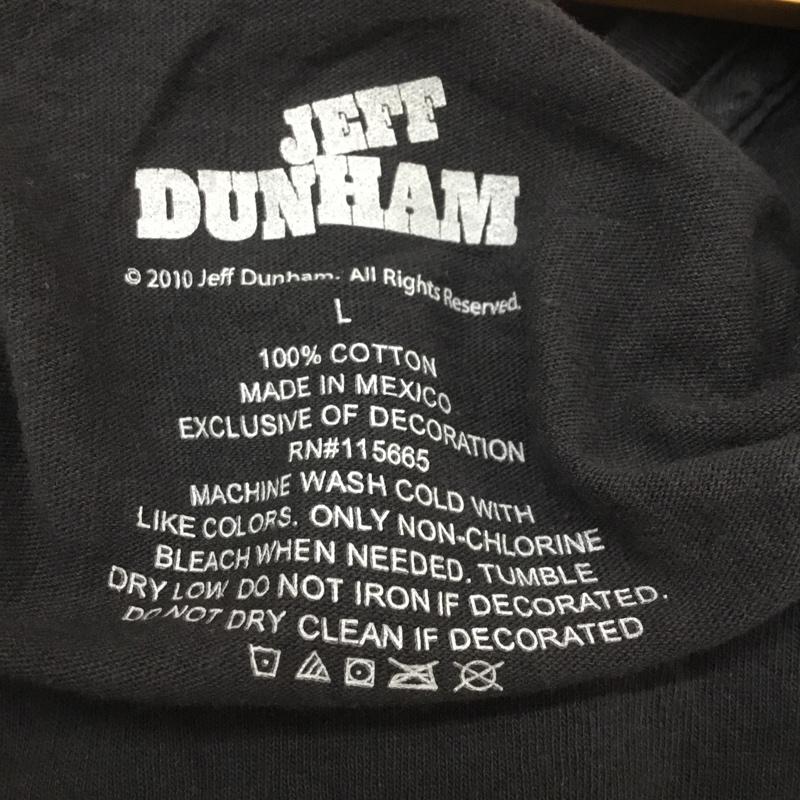 JEFF
DUNHAM
© 2010 Jeff Dunham. All Rights Reserved.
L
100% COTTON
MADE IN MEXICO
EXCLUSIVE OF DECORATION
RN#115665
MACHINE WASH COLD WITH
LIKE COLORS. ONLY NON-CHLORINE
BLEACH WHEN NEEDED. TUMBLE
DRY LOW DO NOT IRON IF DECORATED.
DO NOT DRY CLEAN IF DECORATED